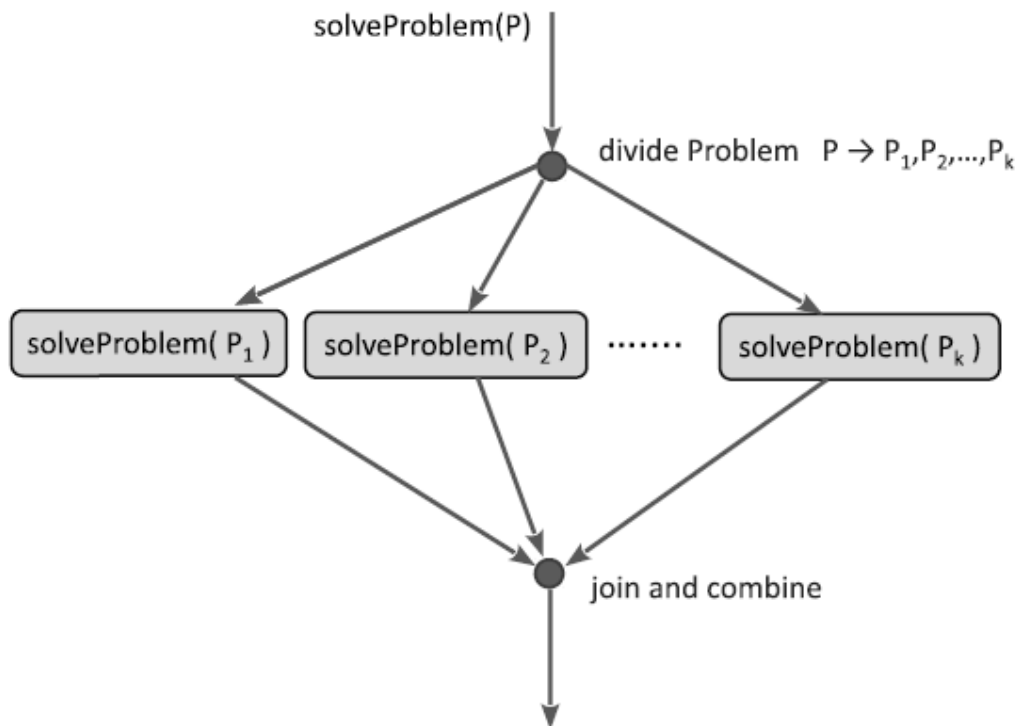 solveProblem(P)
divide Problem P → P₁,P₂,...,Pₖ
solveProblem( P₁ )
solveProblem( P₂ )
.......
solveProblem( Pₖ )
join and combine